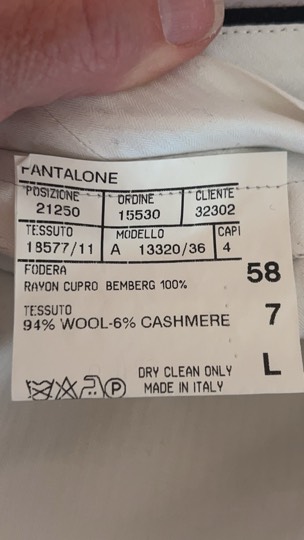 PANTALONE
POSIZIONE ORDINE CLIENTE
21250 15530 32302
TESSUTO MODELLO CAPI
18577/11 A 13320/36 4
FODERA
RAYON CUPRO BEMBERG 100%
58
TESSUTO
94% WOOL-6% CASHMERE
7
L
DRY CLEAN ONLY
MADE IN ITALY
P